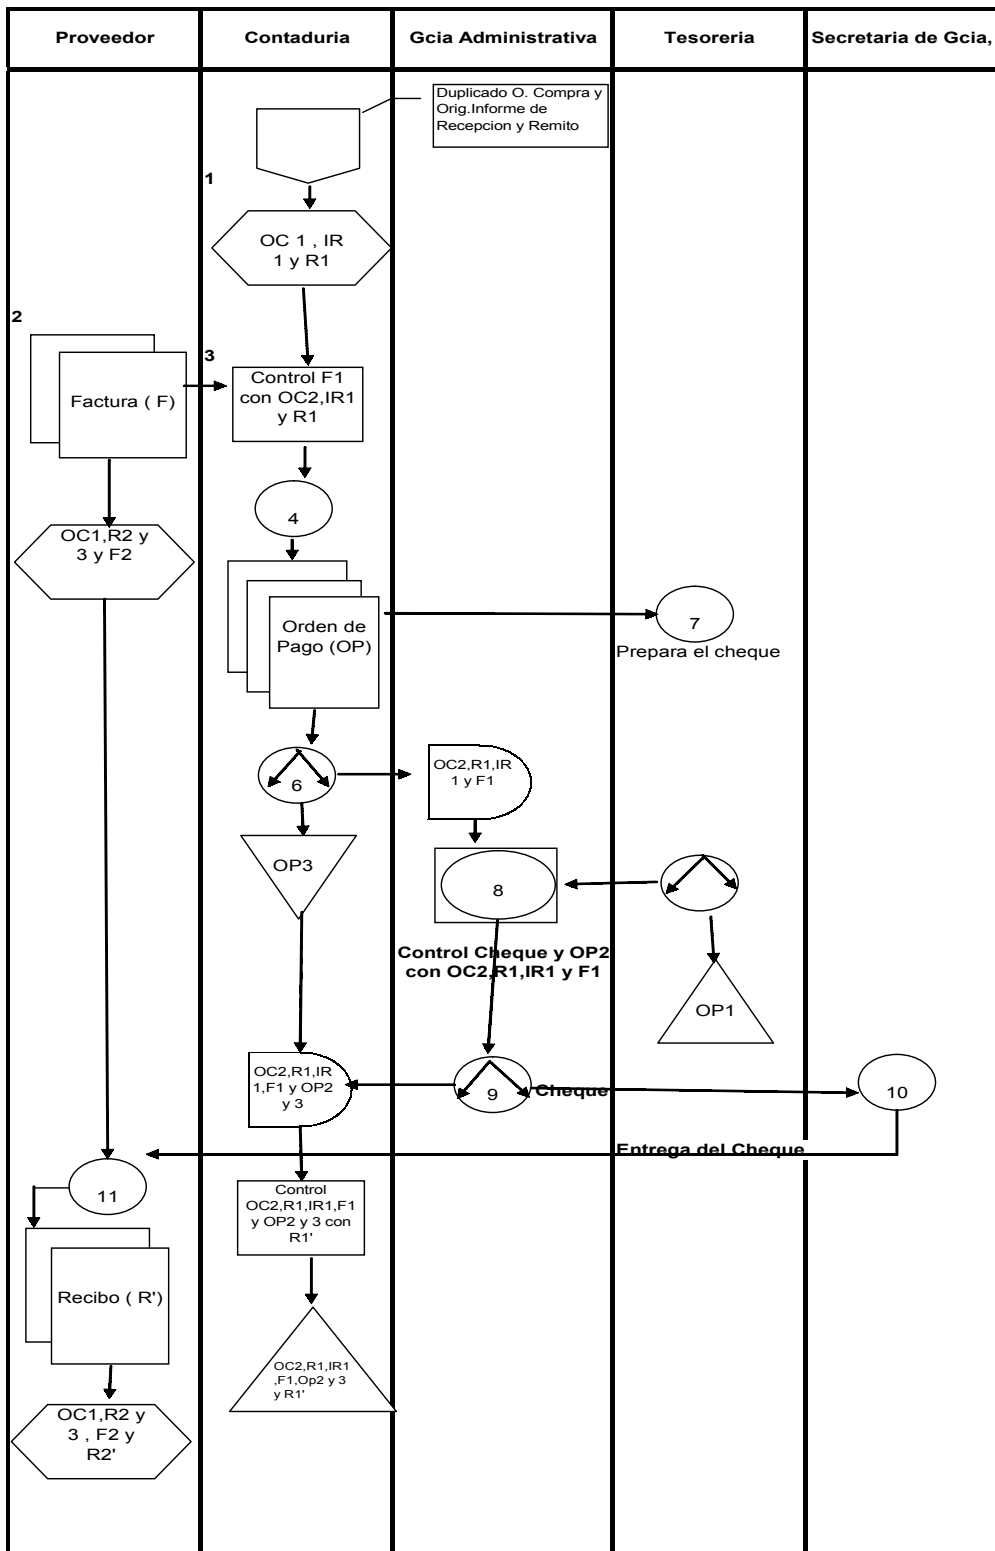 Proveedor
Contaduria
Gcia Administrativa
Tesoreria
Secretaria de Gcia,
Duplicado O. Compra y
Orig.Informe de
Recepcion y Remito
1
OC 1 , IR
1 y R1
2
3
Factura ( F)
Control F1
con OC2,IR1
y R1
4
OC1,R2 y
3 y F2
Orden de
Pago (OP)
7
Prepara el cheque
6
OC2,R1,IR
1 y F1
OP3
8
Control Cheque y OP2
con OC2,R1,IR1 y F1
OP1
OC2,R1,IR
1,F1 y OP2
y 3
9
Cheque
10
Entrega del Cheque
11
Control
OC2,R1,IR1,F1
y OP2 y 3 con
R1'
Recibo ( R')
OC2,R1,IR1
,F1,Op2 y 3
y R1'
OC1,R2 y
3 , F2 y
R2'